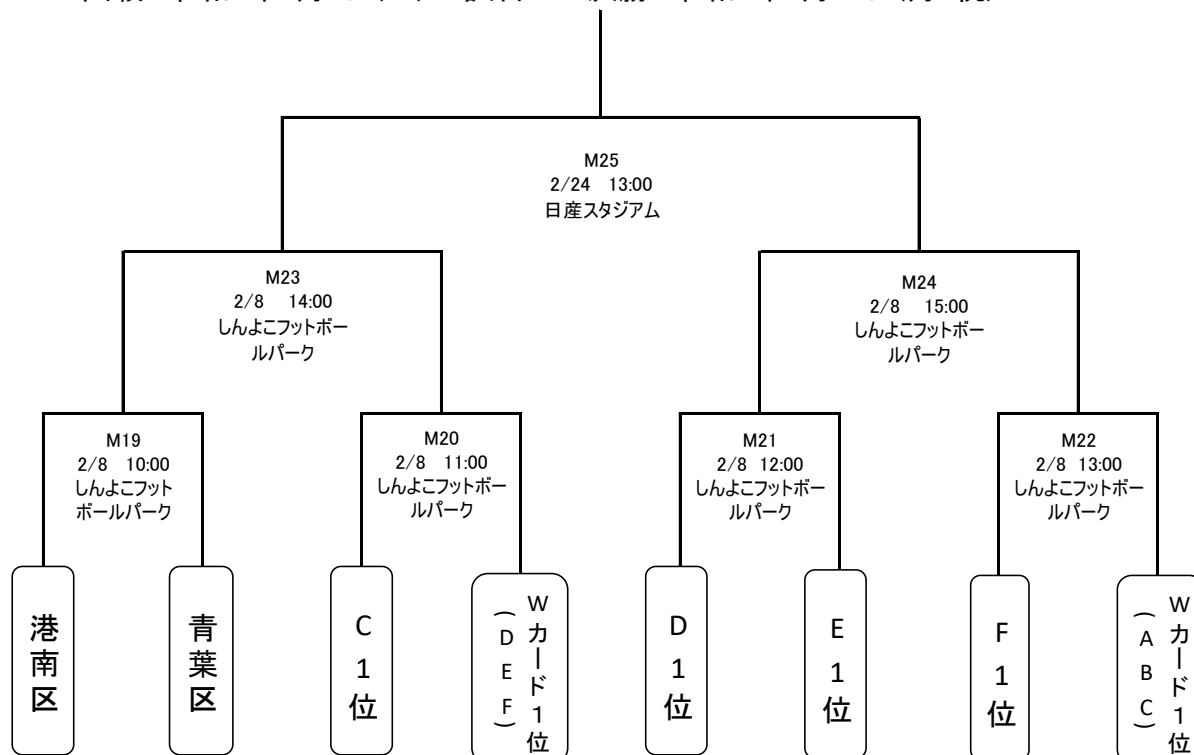 M25
2/24 13:00
日産スタジアム
M23
2/8 14:00
しんよこフットボー
ルパーク
M24
2/8 15:00
しんよこフットボー
ルパーク
M19
2/8 10:00
しんよこフット
ボールパーク
M20
2/8 11:00
しんよこフットボー
ルパーク
M21
2/8 12:00
しんよこフットボー
ルパーク
M22
2/8 13:00
しんよこフットボー
ルパーク
港南区
青葉区
C1位
Wカード1位
(DEF)
D1位
E1位
F1位
Wカード1位
(ABC)